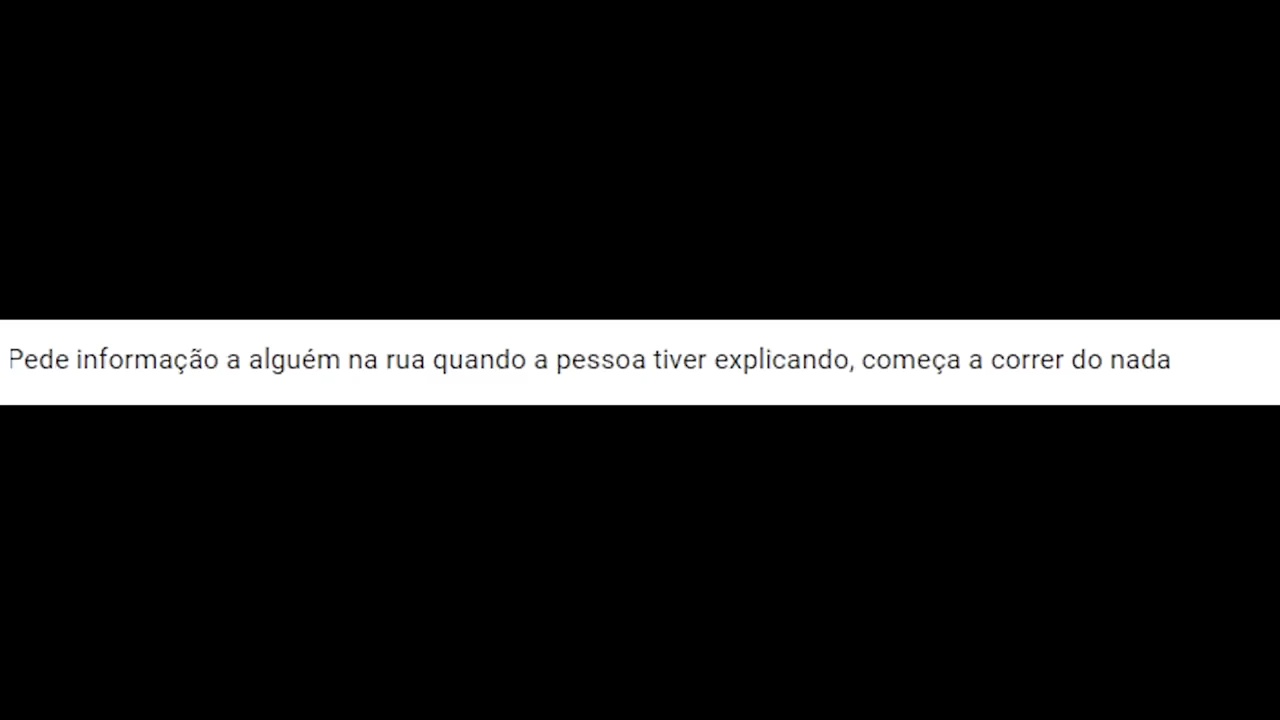 Pede informação a alguém na rua quando a pessoa tiver explicando, começa a correr do nada